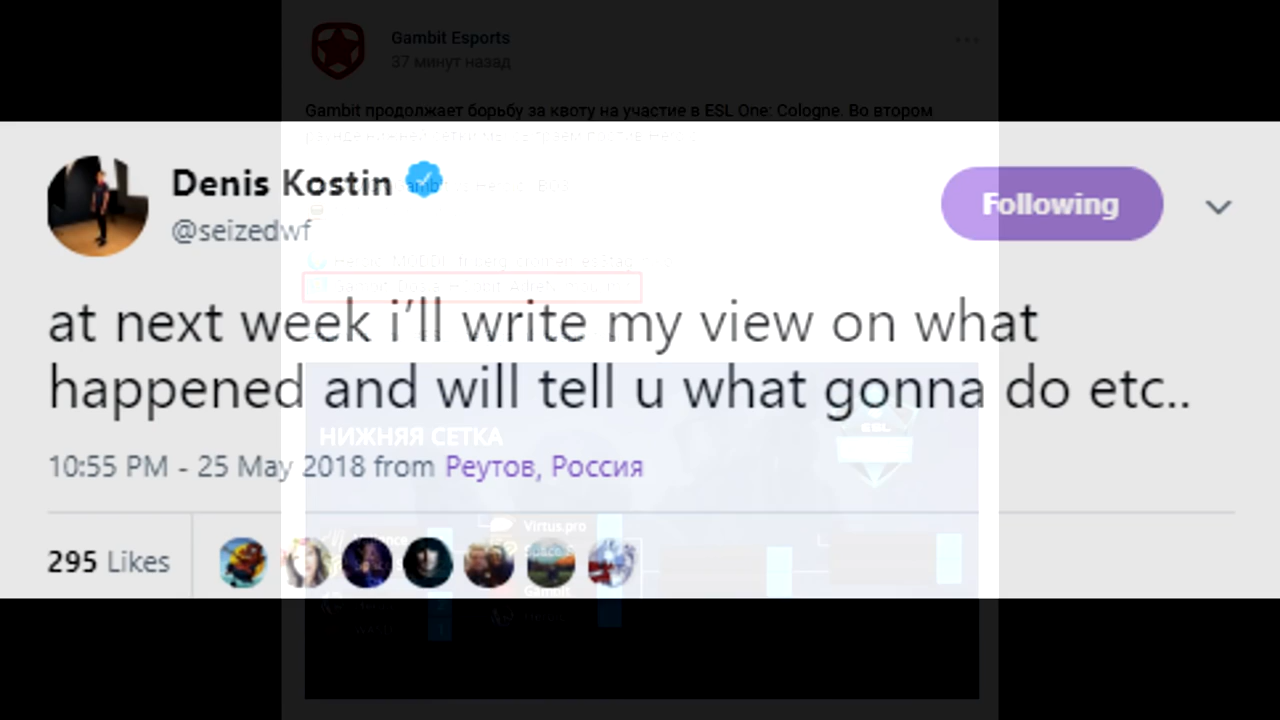 Gambit Esports
37 минут назад
Gambit продолжает борьбу за квоту на участие в ESL One: Cologne. Во втором
Denis Kostin
@seizedwf
Following
at next week i'll write my view on what
happened and will tell u what gonna do etc..
НИЖНЯЯ СЕТКА
ESL
10:55 PM - 25 May 2018 from Реутов, Россия
Virtus.pro
295 Likes
Gambit